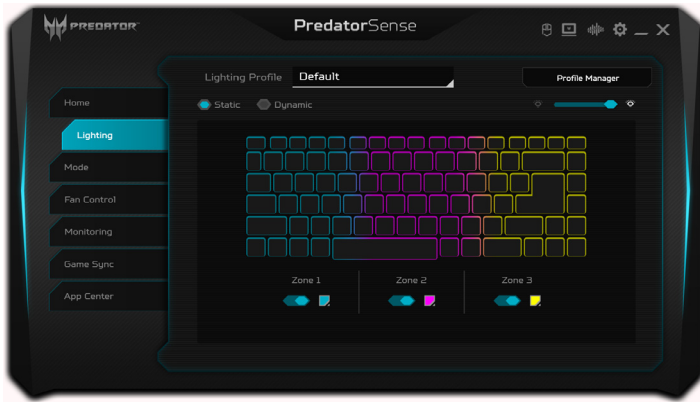 PREDATOR
PredatorSense
Lighting Profile Default Profile Manager
Static Dynamic
Home
Lighting
Mode
Fan Control
Monitoring
Game Sync
App Center
Zone 1 Zone 2 Zone 3